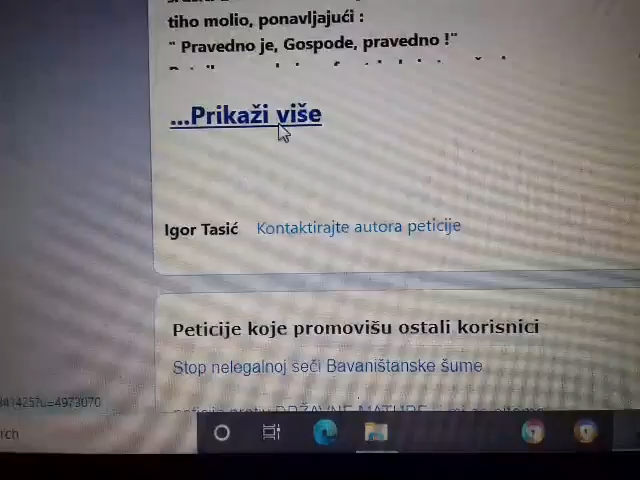 tiho molio, ponavljajući :
" Pravedno je, Gospode, pravedno !"
...Prikaži više
Igor Tasić Kontaktirajte autora peticije
Peticije koje promovišu ostali korisnici
Stop nelegalnoj seči Bavaništanske šume